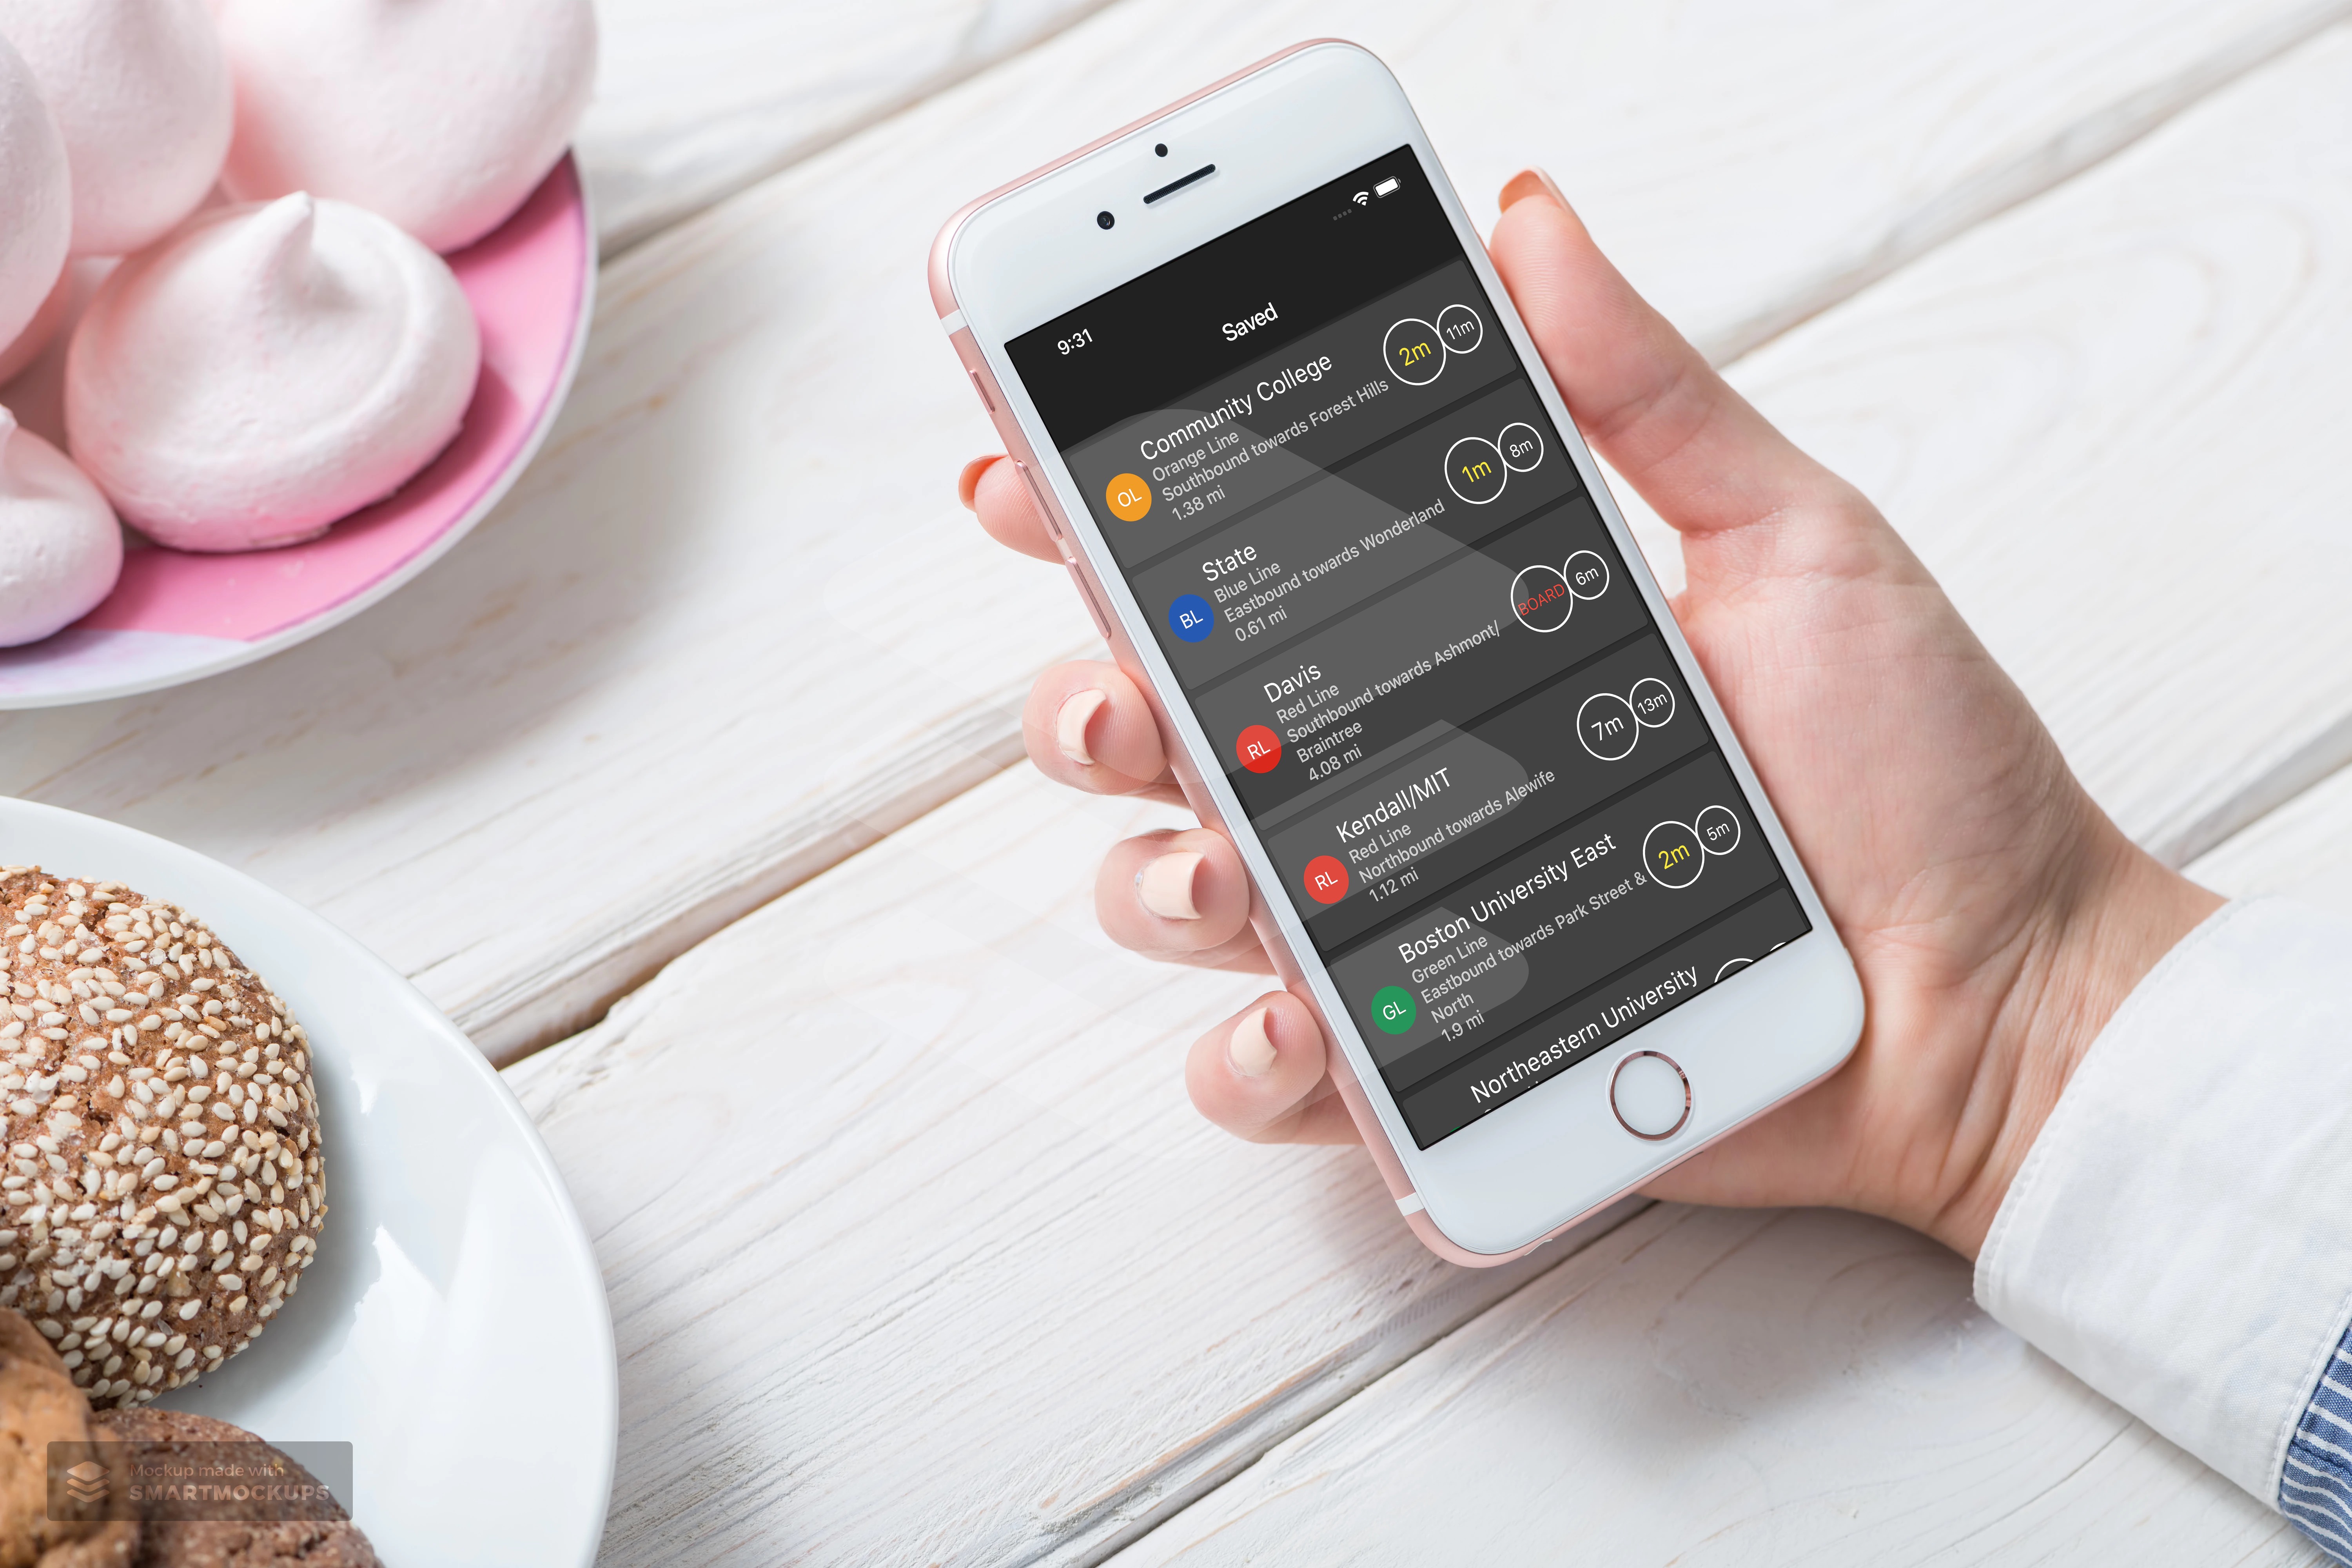 9:31
Saved
Community College
Orange Line
Southbound towards Forest Hills
1.38 mi
OL
2m
11m
State
Blue Line
Eastbound towards Wonderland
0.61 mi
BL
1m
8m
Davis
Red Line
Southbound towards Ashmont/
Braintree
4.08 mi
RL
BOARD
6m
Kendall/MIT
Red Line
Northbound towards Alewife
1.12 mi
RL
7m
13m
Boston University East
Green Line
Eastbound towards Park Street &
North
1.9 mi
GL
2m
5m
Northeastern University
Mockup made with
SMARTMOCKUPS